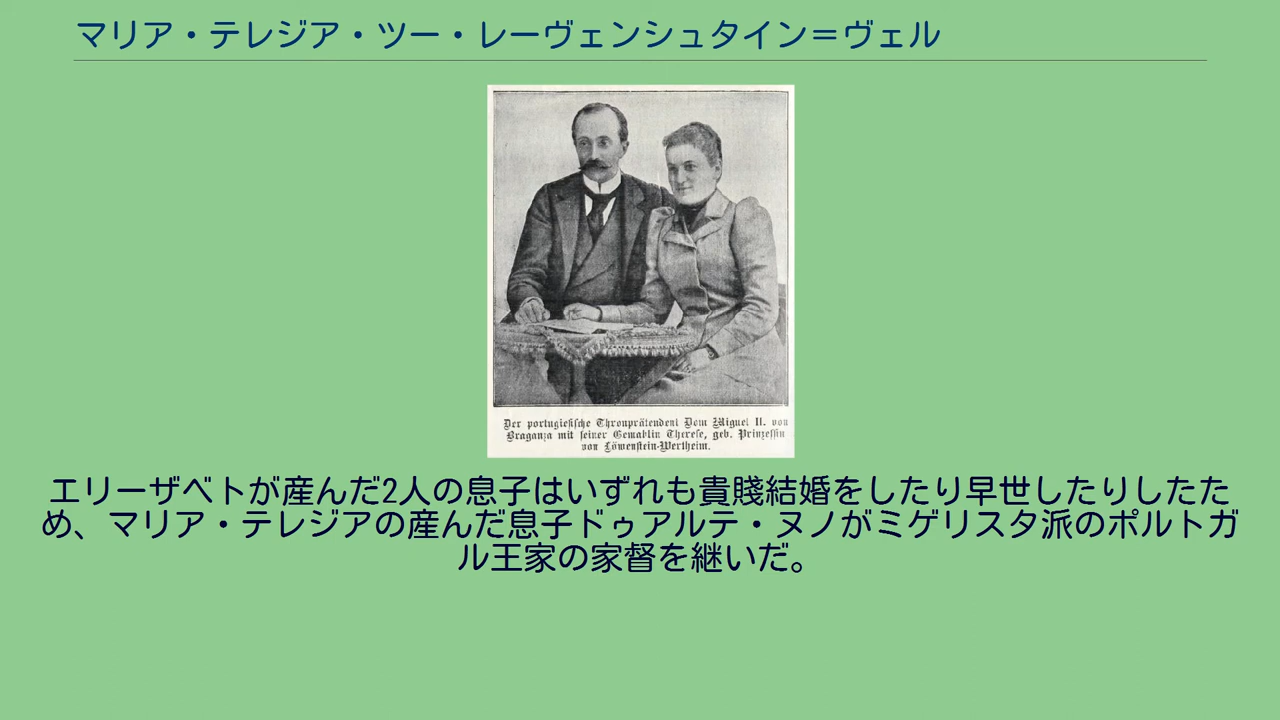 マリア・テレジア・ツー・レーヴェンシュタイン＝ヴェル
Der portugiesische Thronprätendent Dom Miguel II. von
Braganza mit seiner Gemahlin Therese, geb. Prinzessin
von Löwenstein-Wertheim.
エリーザベトが産んだ2人の息子はいずれも貴賤結婚をしたり早世したりしたた
め、マリア・テレジアの産んだ息子ドゥアルテ・ヌノがミゲリスタ派のポルトガ
ル王家の家督を継いだ。